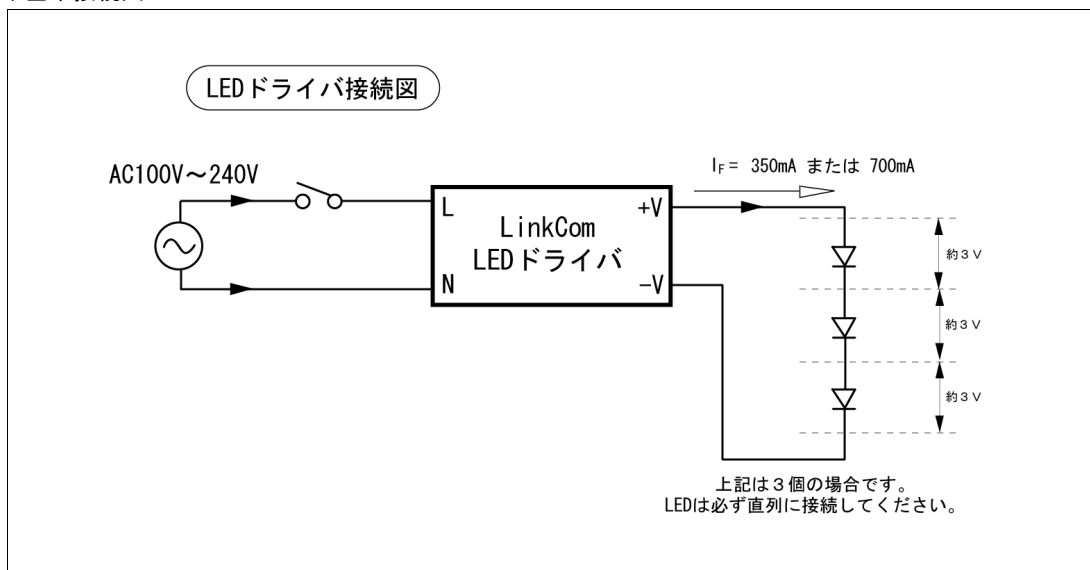 LEDドライバ接続図
AC100V～240V
IF= 350mA または 700mA
L
+V
LinkCom
LEDドライバ
N
-V
約３Ｖ
約３Ｖ
約３Ｖ
上記は３個の場合です。
LEDは必ず直列に接続してください。